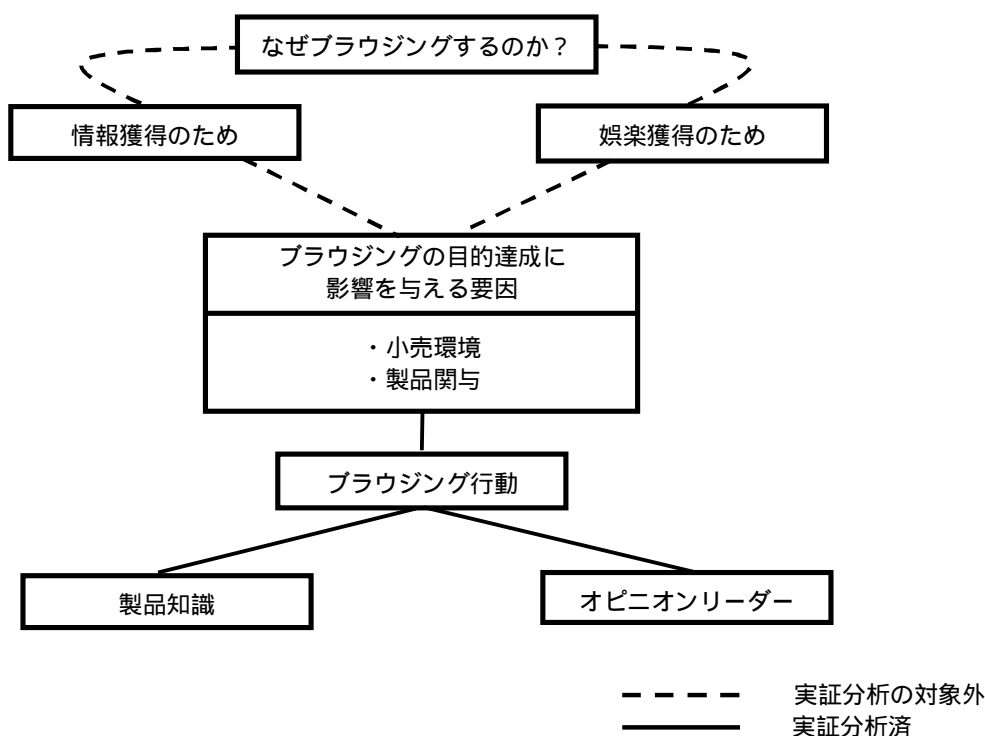 なぜブラウジングするのか？
情報獲得のため
娯楽獲得のため
ブラウジングの目的達成に
影響を与える要因
・小売環境
・製品関与
ブラウジング行動
製品知識
オピニオンリーダー
実証分析の対象外
実証分析済